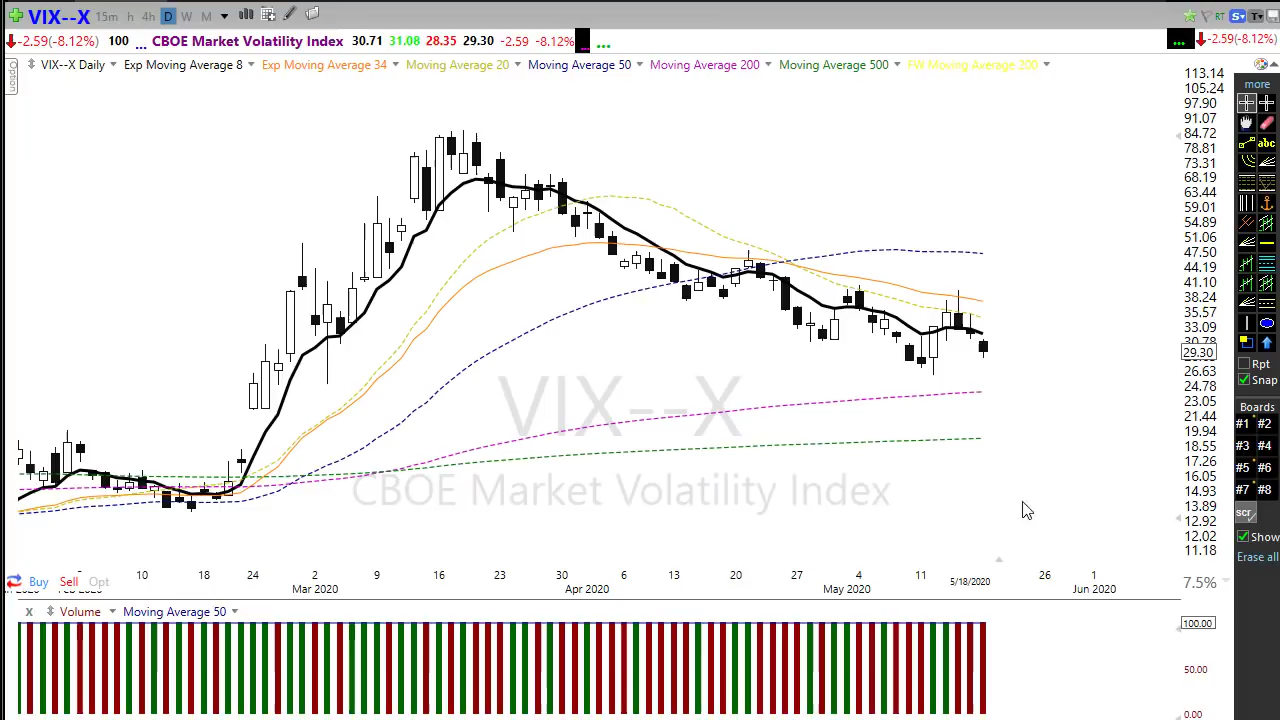 VIX--X 15m h 4h D W M RT S T
-2.59(-8.12%) 100 ... CBOE Market Volatility Index 30.71 31.08 28.35 29.30 -2.59 -8.12% ... ... -2.59(-8.12%)
Option
VIX--X Daily Exp Moving Average 8 Exp Moving Average 34 Moving Average 20 Moving Average 50 Moving Average 200 Moving Average 500 FW Moving Average 200
113.14
105.24
97.90
91.07
84.72
78.81
73.31
68.19
63.44
59.01
54.89
51.06
47.50
44.19
41.10
38.24
35.57
33.09
30.78
29.30
26.63
24.78
23.05
21.44
19.94
18.55
17.26
16.05
14.93
13.89
12.92
12.02
11.18
more
abc
Rpt
Snap
Boards
#1 #2
#3 #4
#5 #6
#7 #8
scr
Show
Erase all
VIX--X
CBOE Market Volatility Index
10 18 24 2 9 16 23 30 6 13 20 27 4 11 5/18/2020 26 1
Mar 2020 Apr 2020 May 2020 Jun 2020
Buy Sell Opt 7.5%
X Volume Moving Average 50
100.00
50.00
0.00